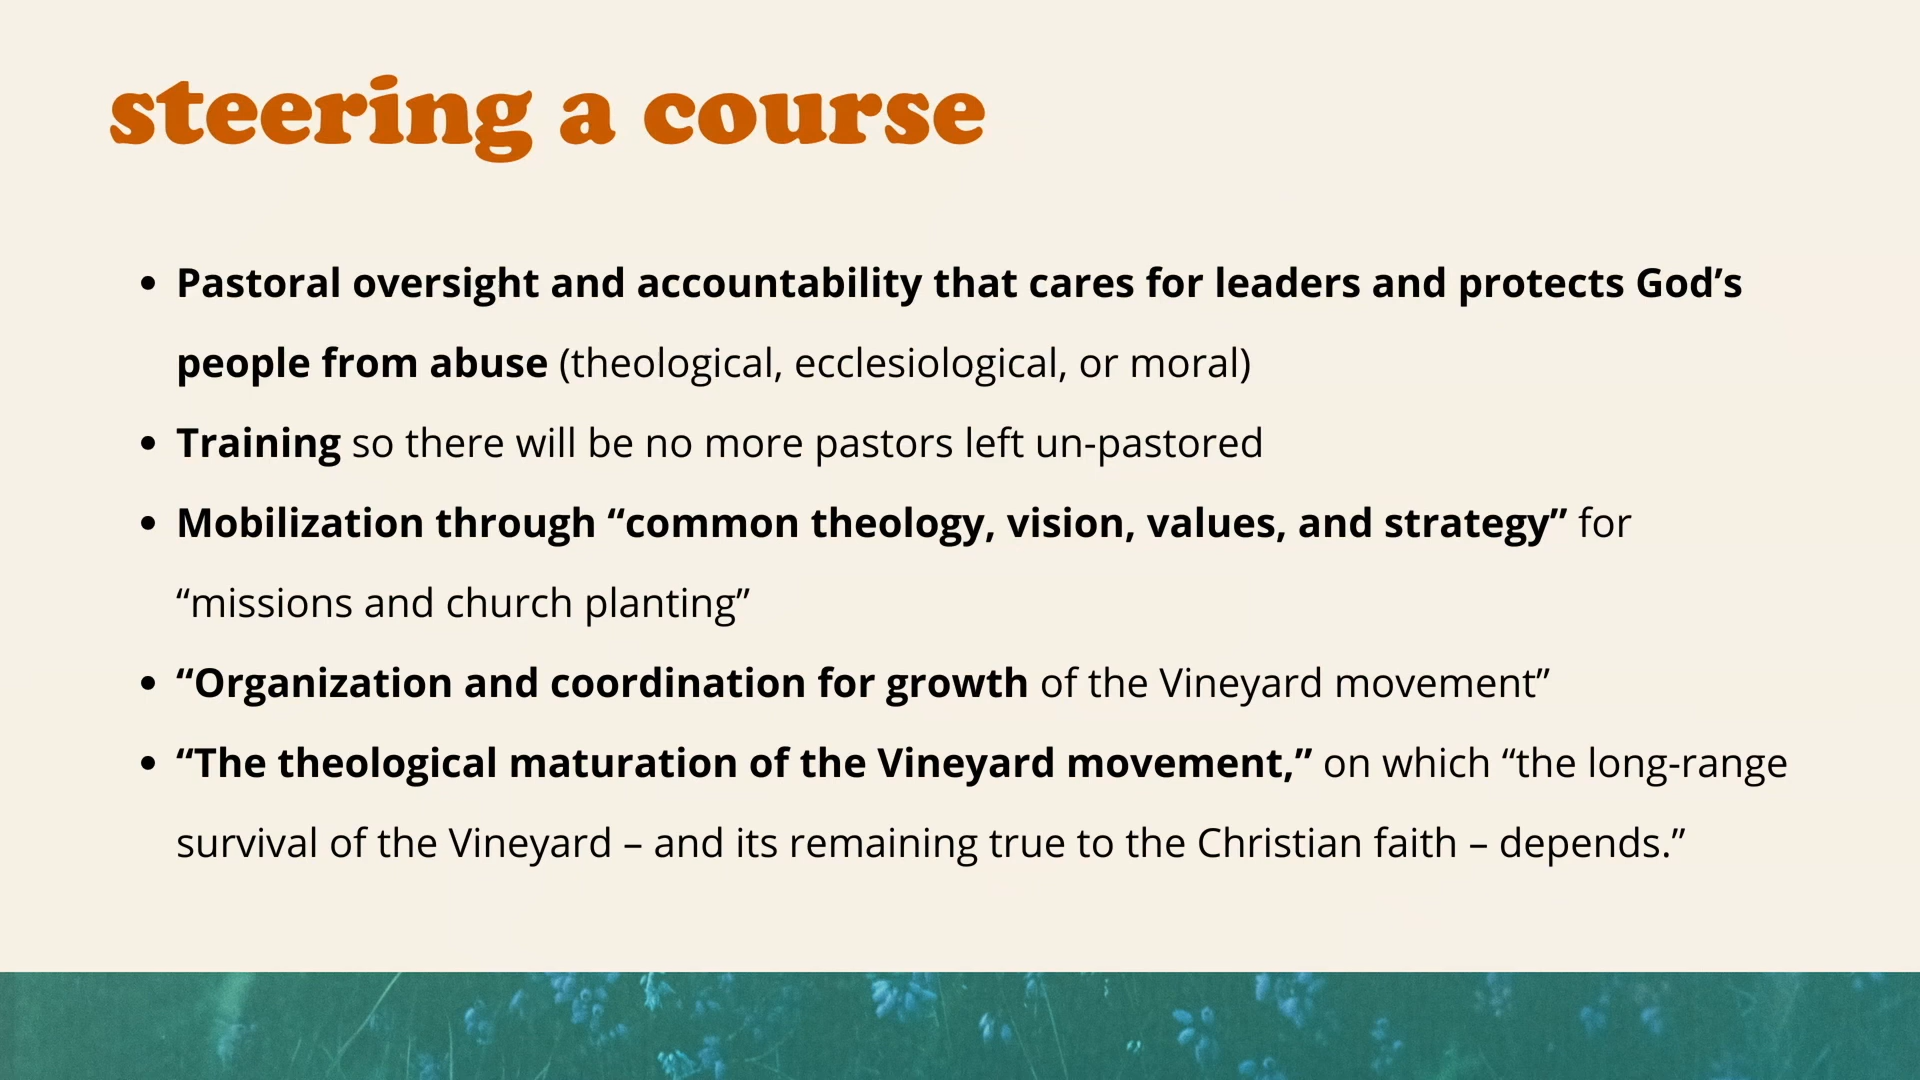 steering a course
• Pastoral oversight and accountability that cares for leaders and protects God’s
people from abuse (theological, ecclesiological, or moral)
• Training so there will be no more pastors left un-pastored
• Mobilization through “common theology, vision, values, and strategy” for
“missions and church planting”
• “Organization and coordination for growth of the Vineyard movement”
• “The theological maturation of the Vineyard movement,” on which “the long-range
survival of the Vineyard – and its remaining true to the Christian faith – depends.”